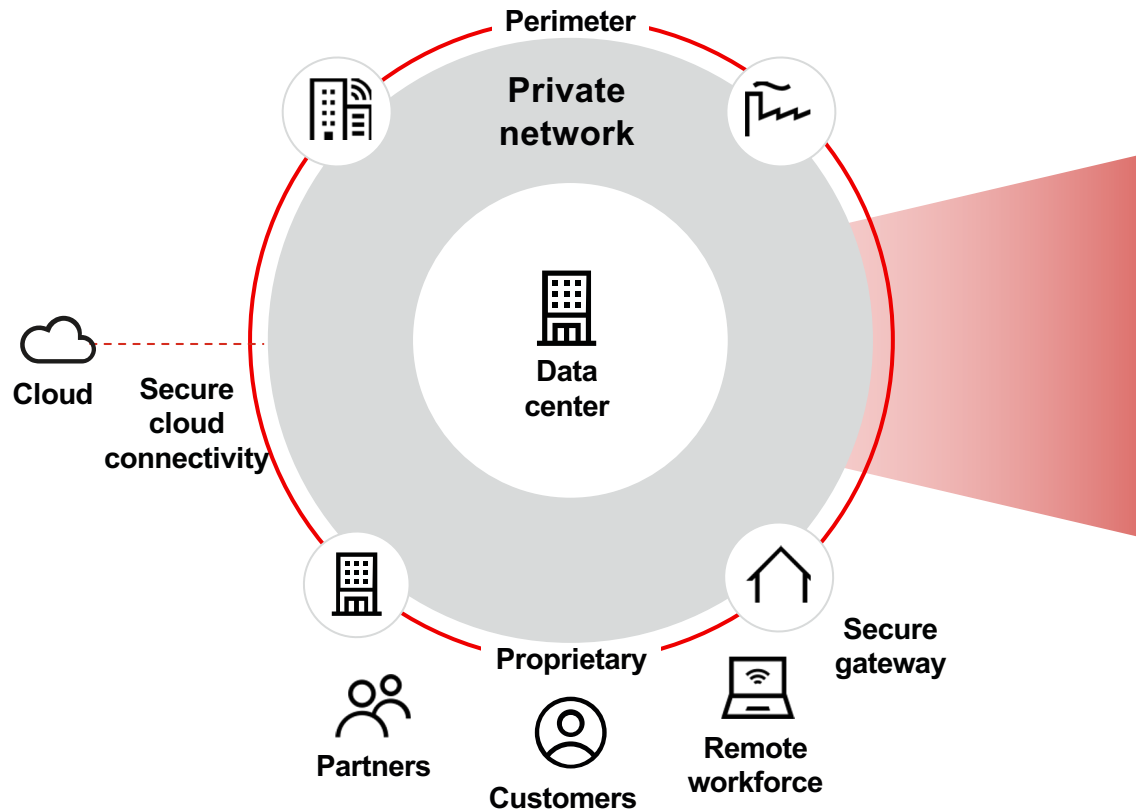 Perimeter
Private
network
Data
center
Cloud
Secure
cloud
connectivity
Proprietary
Secure
gateway
Partners
Customers
Remote
workforce